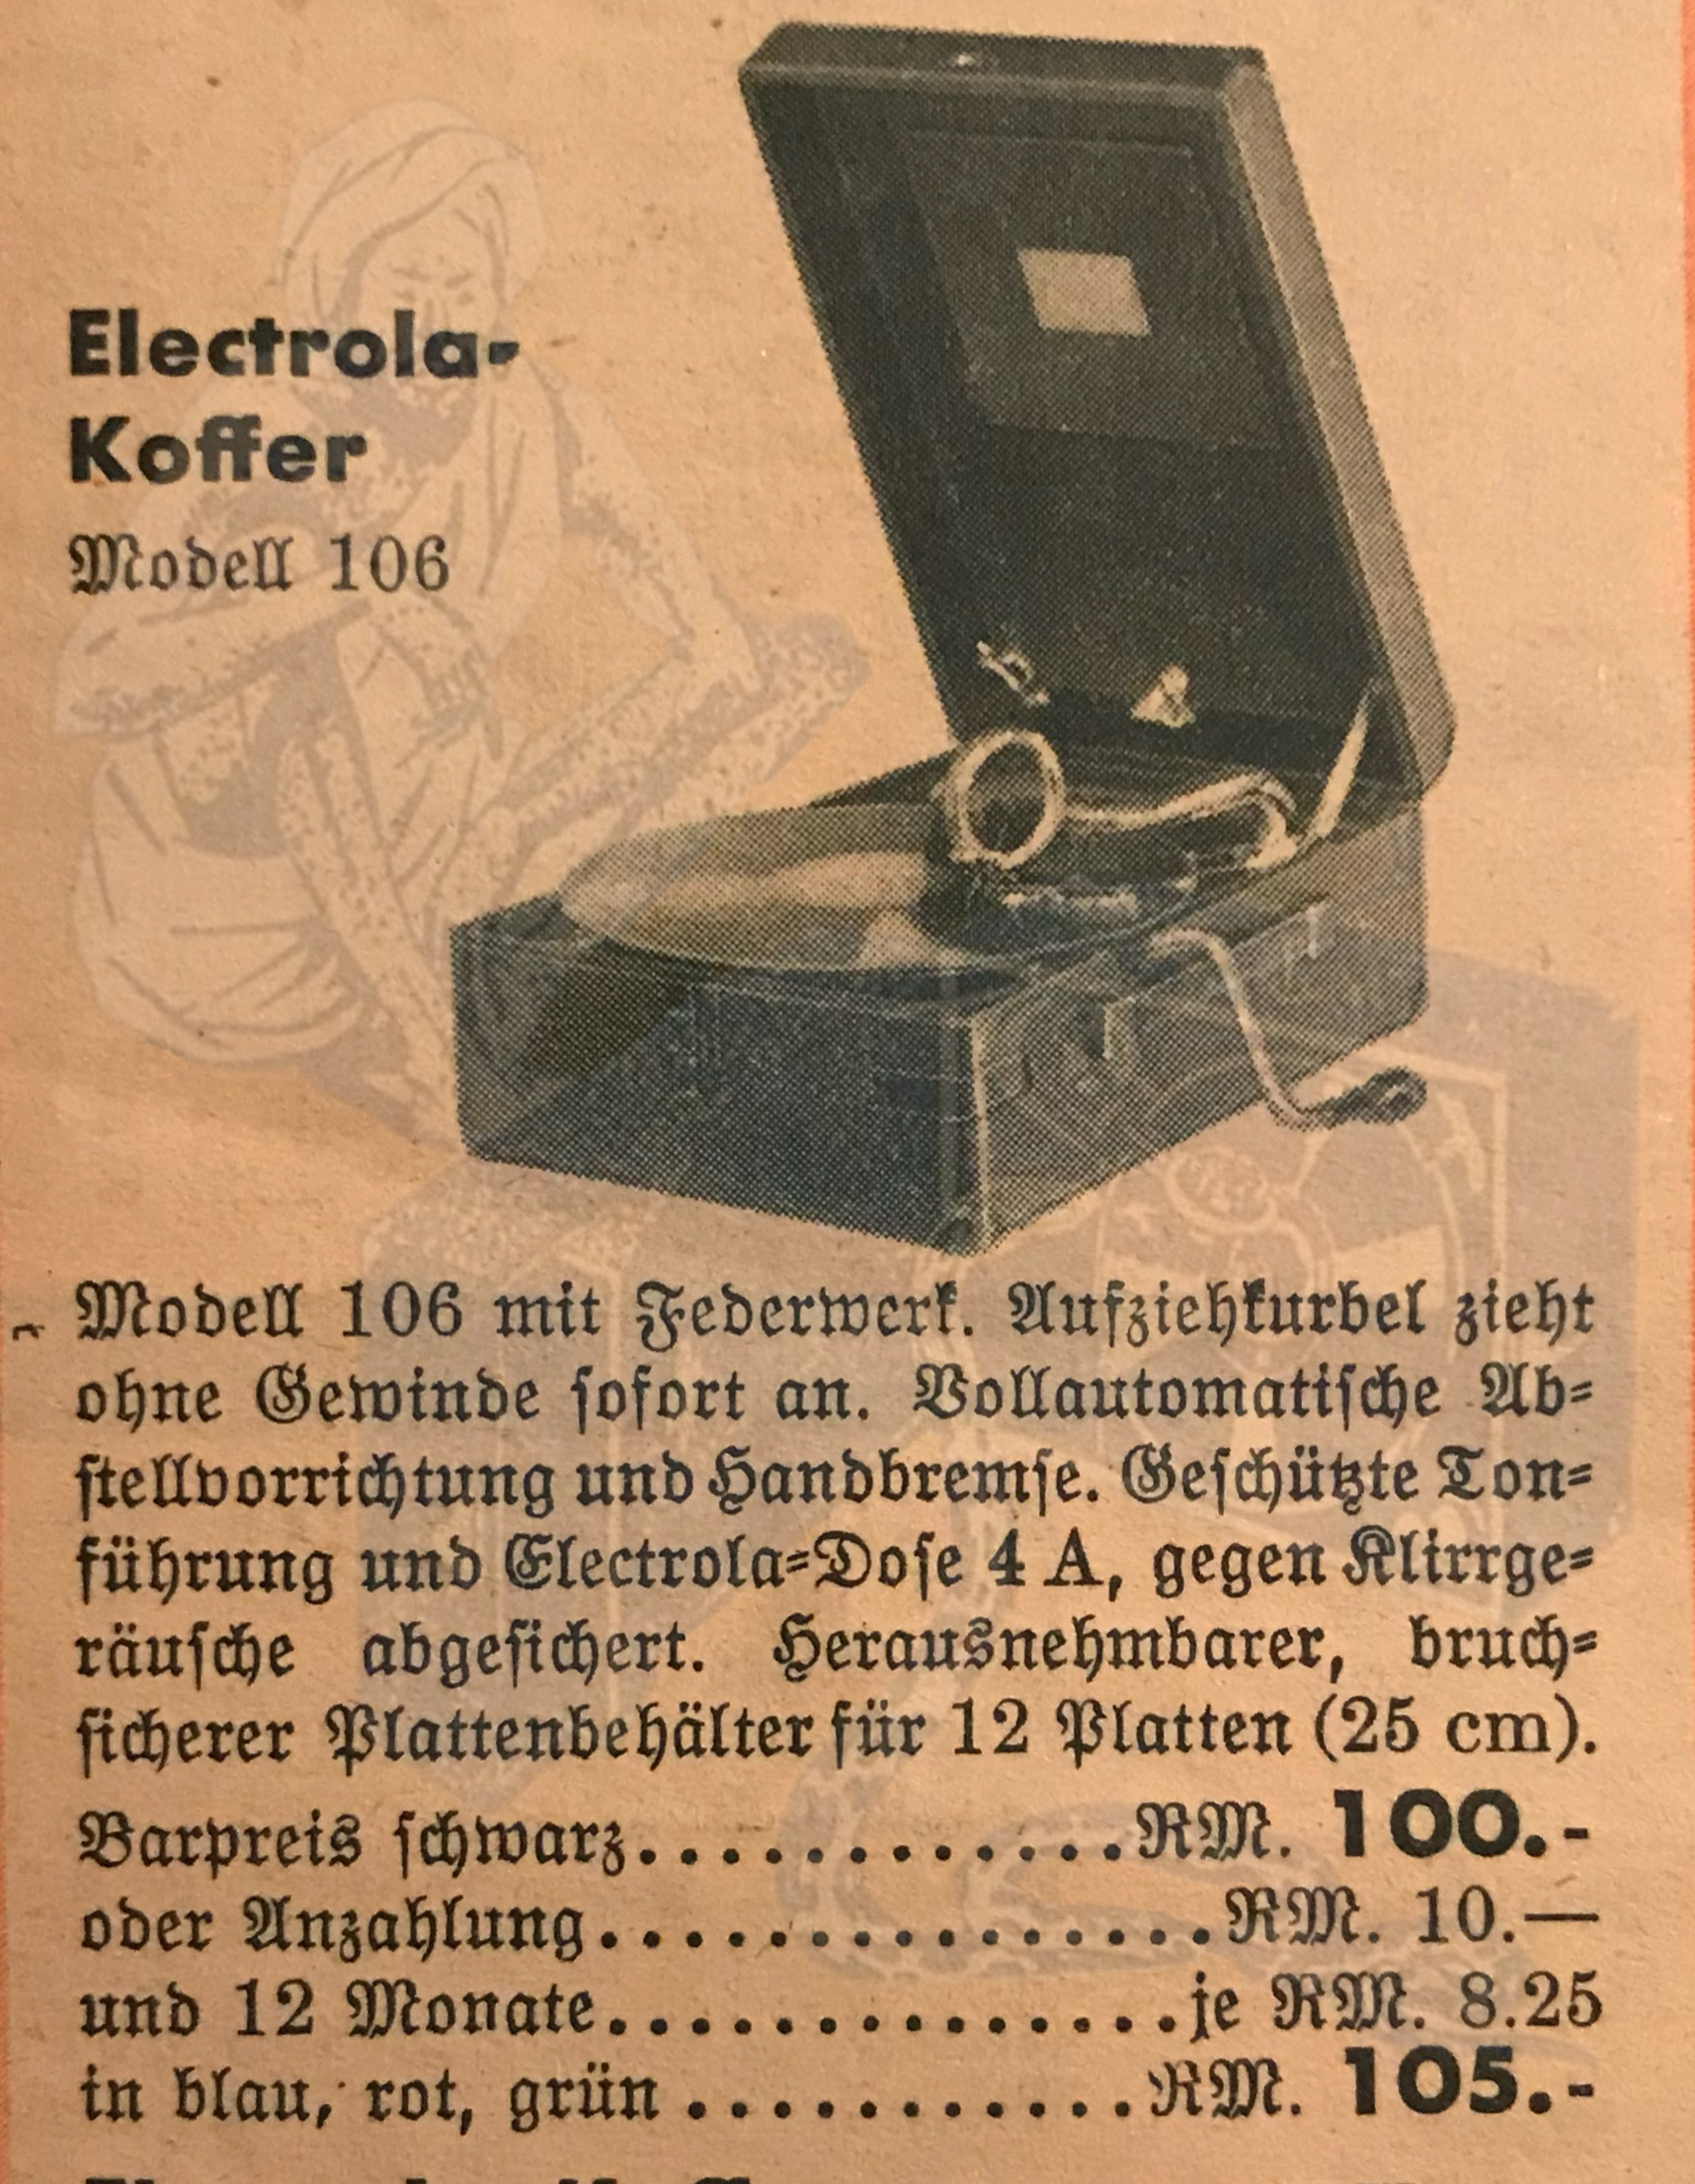 Electrola-
Koffer
Modell 106
Modell 106 mit Federwerk. Aufziehkurbel zieht
ohne Gewinde sofort an. Vollautomatische Ab-
stellvorrichtung und Handbremse. Geschützte Ton-
führung und Electrola-Dose 4 A, gegen Klirrge-
räusche abgesichert. Herausnehmbarer, bruch-
sicherer Plattenbehälter für 12 Platten (25 cm).
Barpreis schwarz.............RM. 100.-
oder Anzahlung.................RM. 10.—
und 12 Monate................je RM. 8.25
in blau, rot, grün .............RM. 105.-